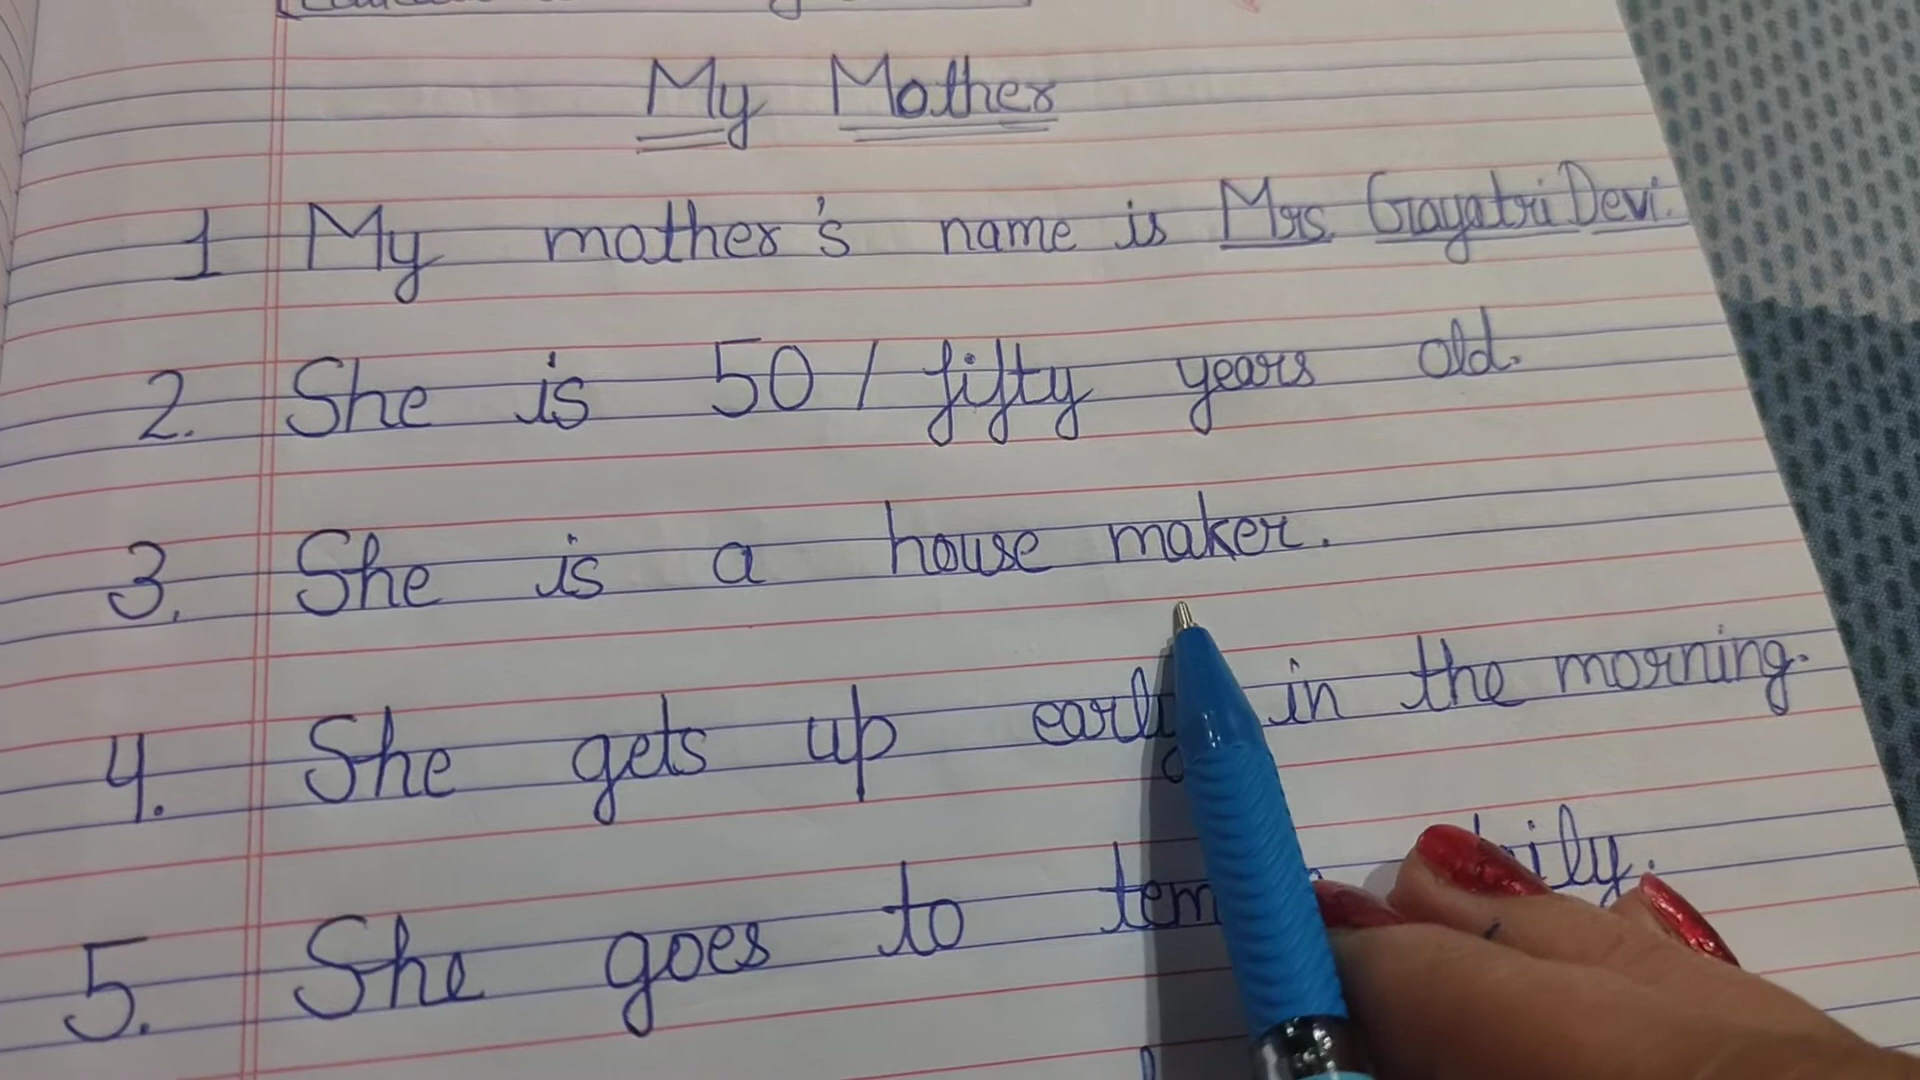 My Mother
1 My mother's name is Mrs. Gayatri Devi.
2. She is 50 / fifty years old.
3. She is a house maker.
4. She gets up early in the morning.
5. She goes to